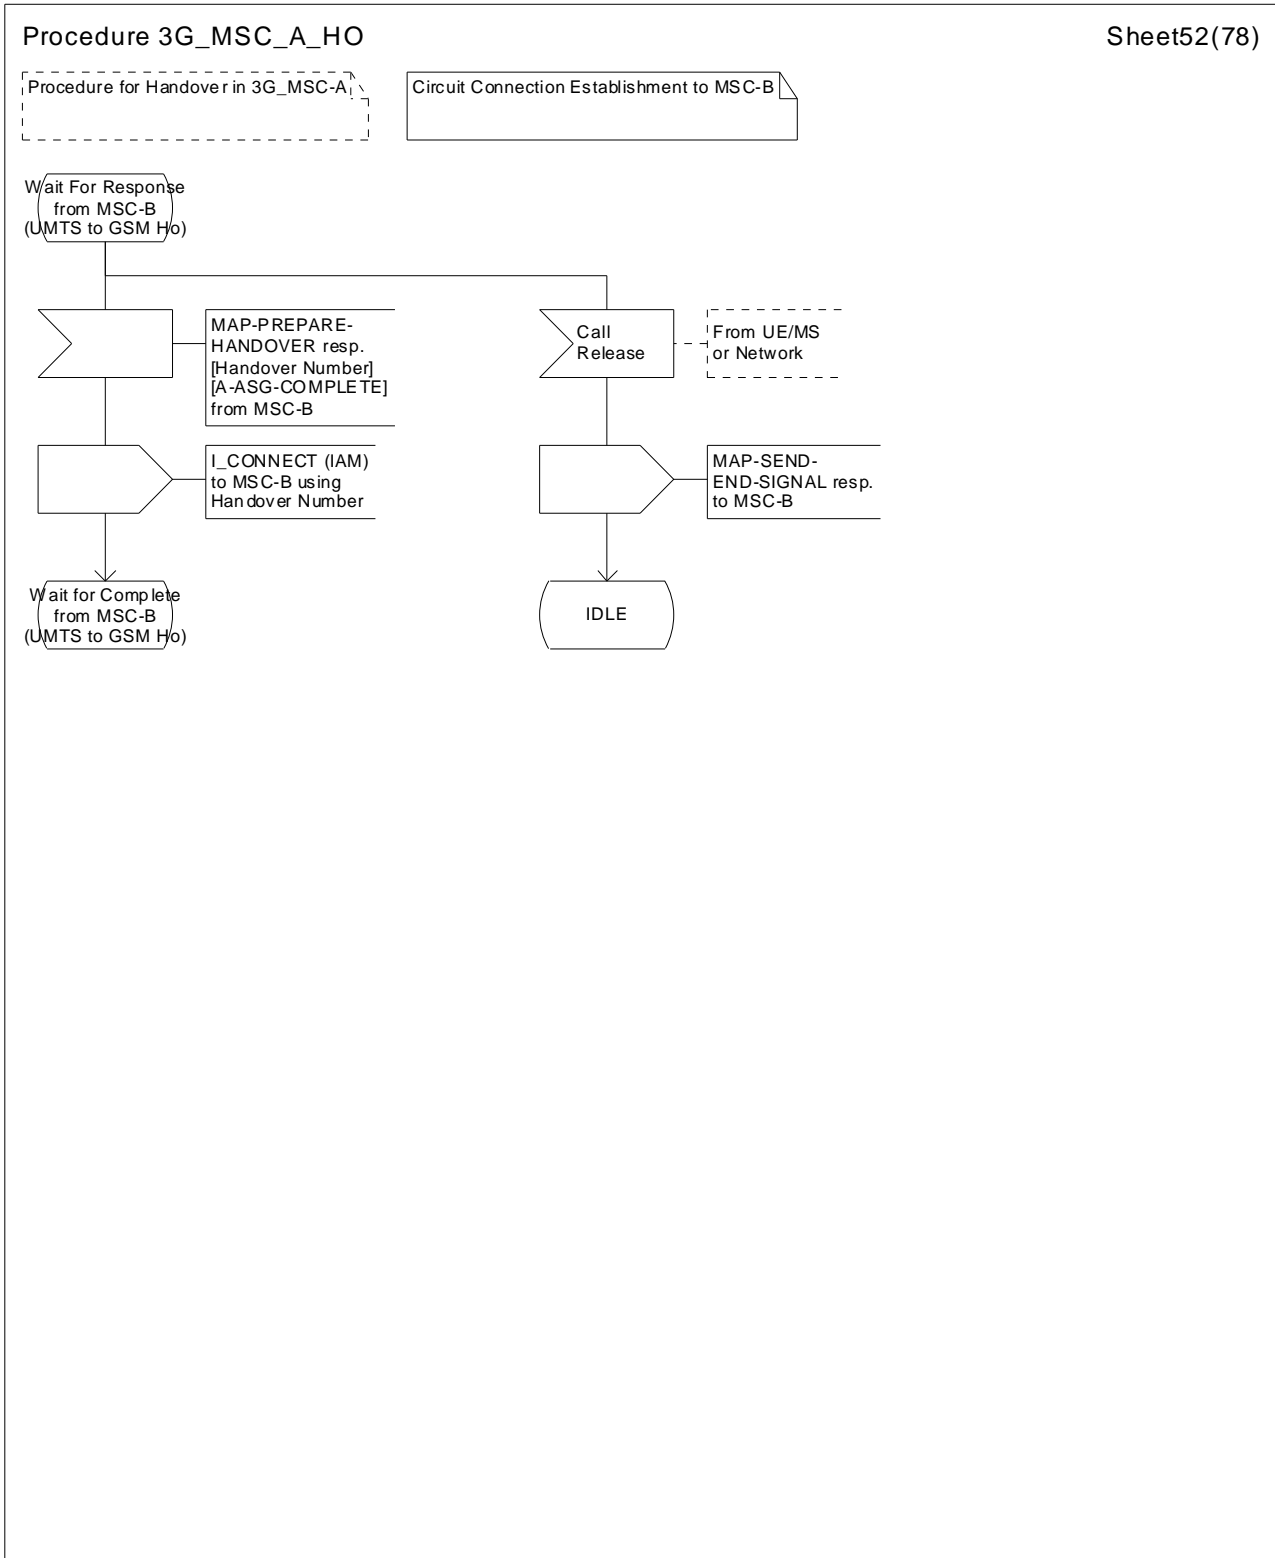 Procedure 3G_MSC_A_HO
Sheet52(78)
Procedure for Handover in 3G_MSC-A
Circuit Connection Establishment to MSC-B
Wait For Response
from MSC-B
(UMTS to GSM Ho)
MAP-PREPARE-
HANDOVER resp.
[Handover Number]
[A-ASG-COMPLETE]
from MSC-B
Call
Release
From UE/MS
or Network
I_CONNECT (IAM)
to MSC-B using
Handover Number
MAP-SEND-
END-SIGNAL resp.
to MSC-B
Wait for Complete
from MSC-B
(UMTS to GSM Ho)
IDLE